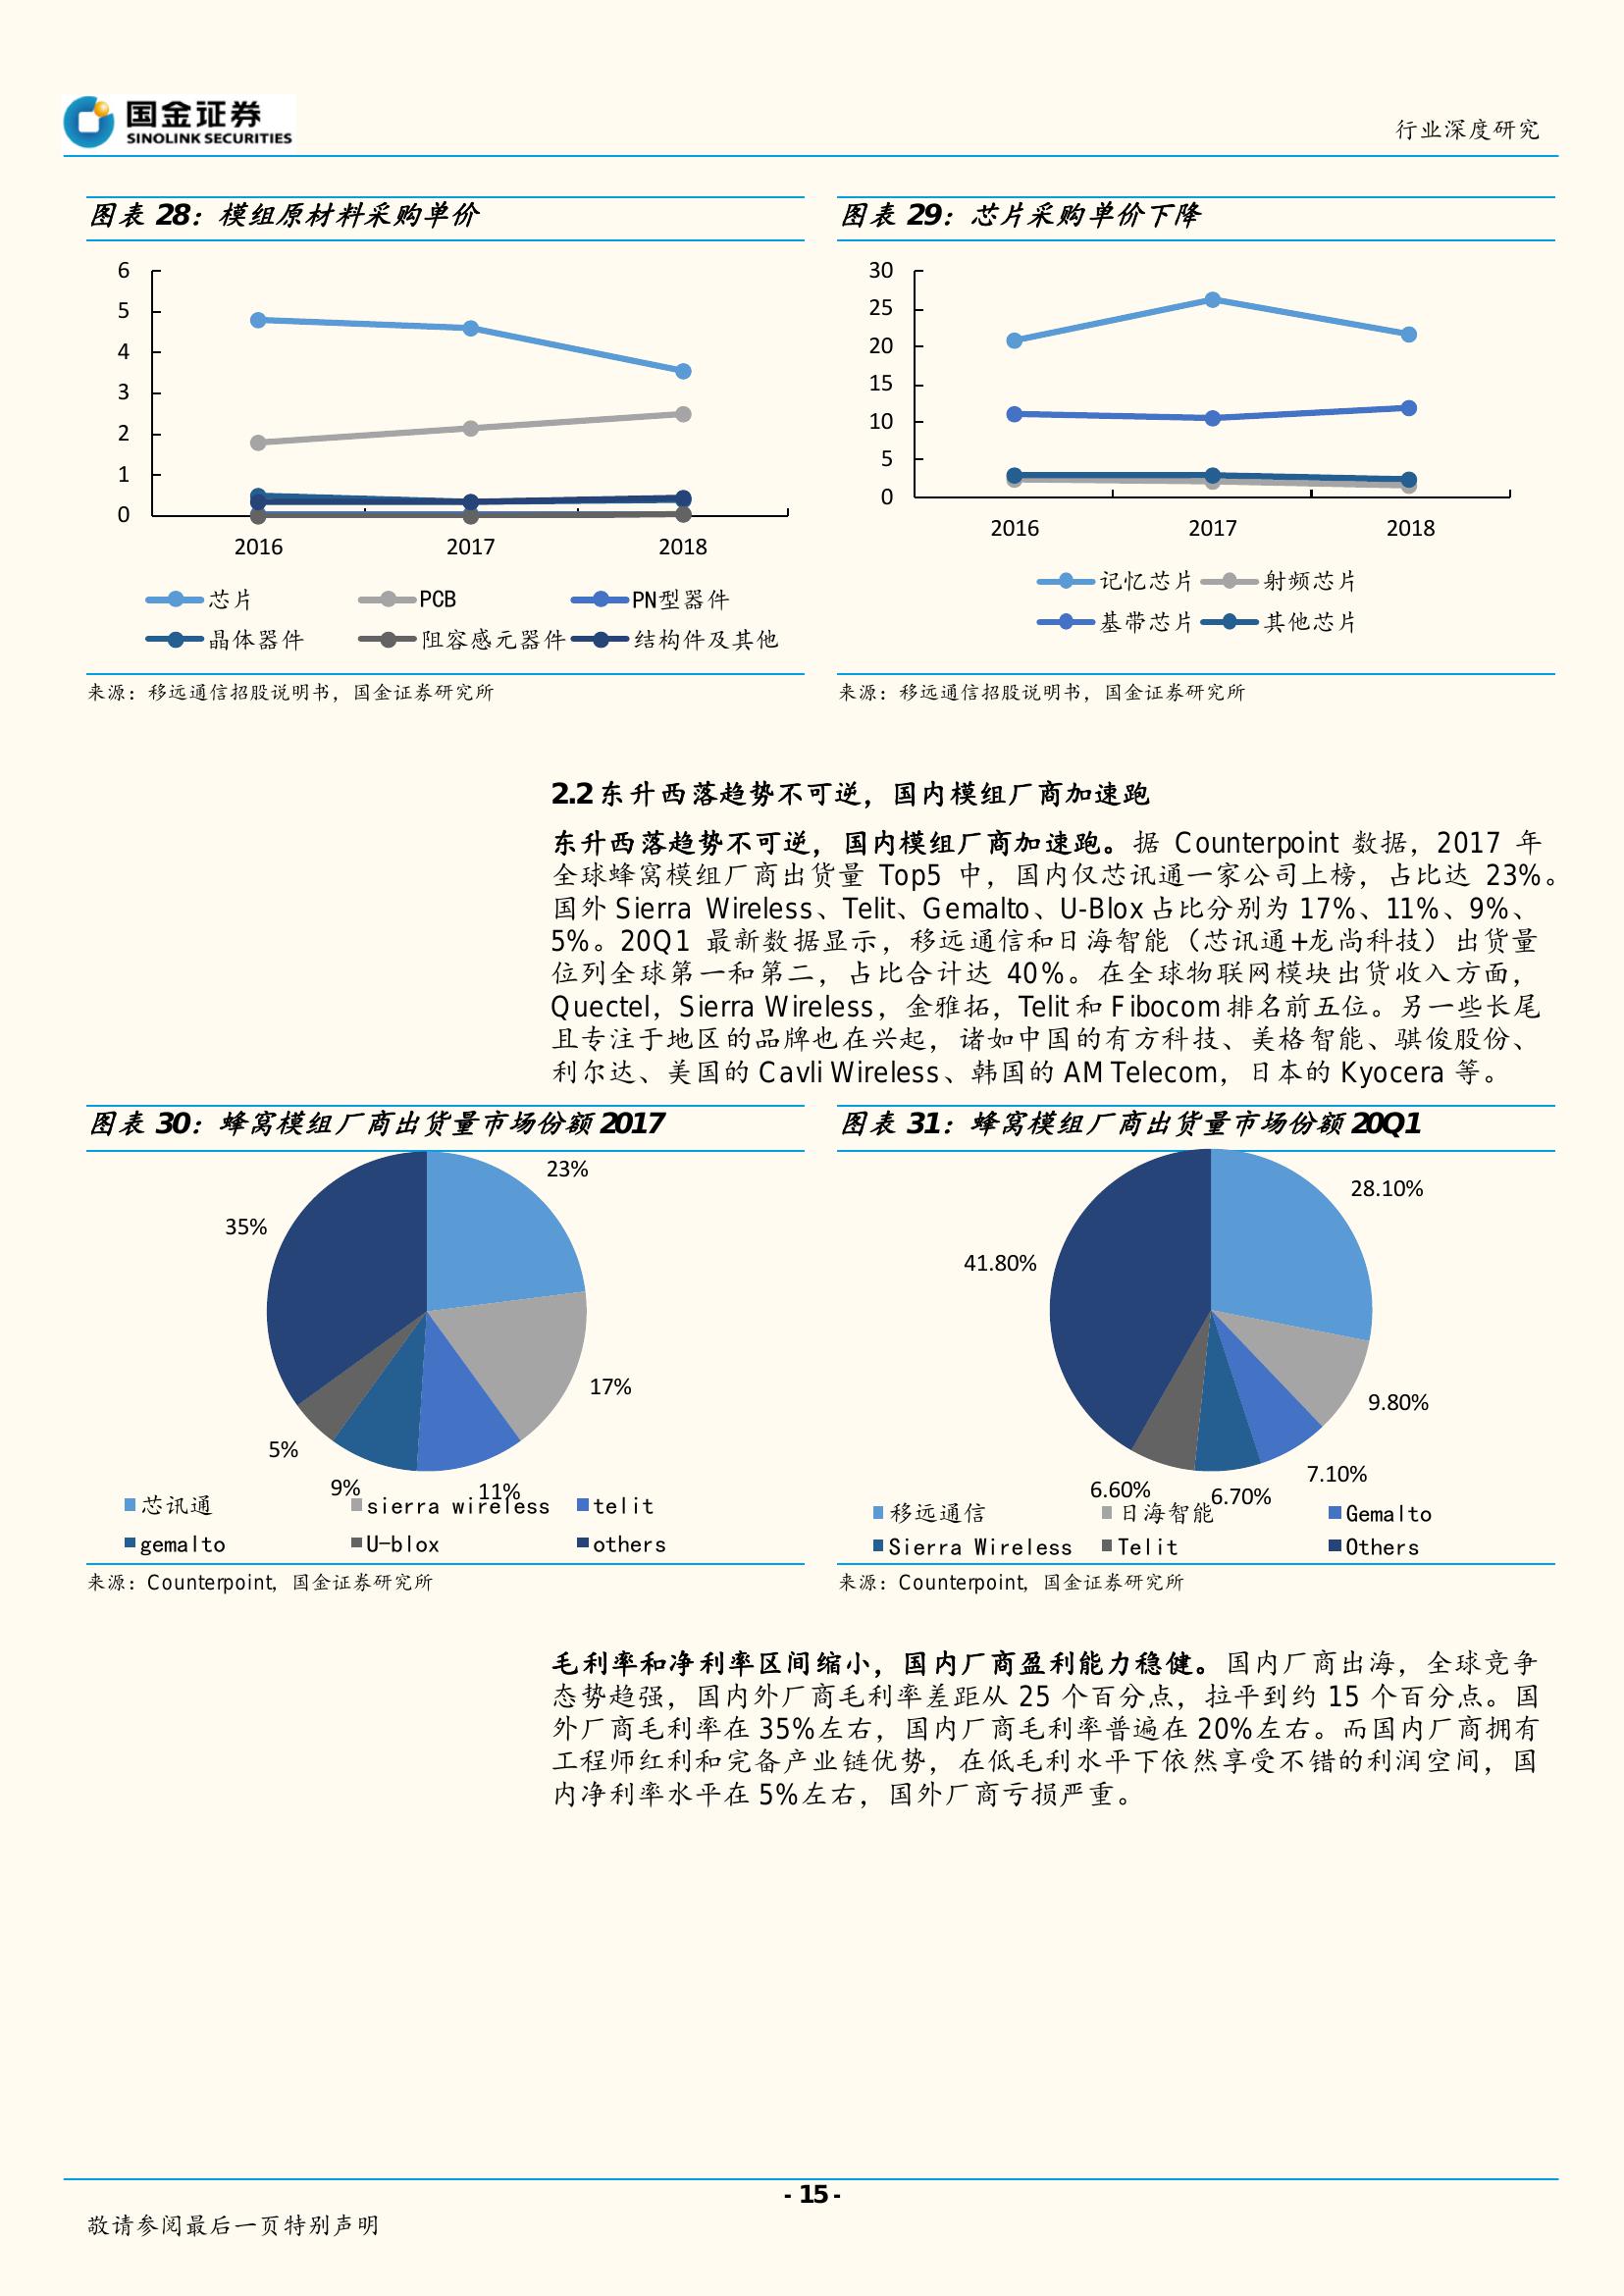 国金证券
SINOLINK SECURITIES
行业深度研究
图表 28：模组原材料采购单价
6
5
4
3
2
1
0
2016 2017 2018
芯片 PCB PN型器件
晶体器件 阻容感元器件 结构件及其他
来源：移远通信招股说明书，国金证券研究所
图表 29：芯片采购单价下降
30
25
20
15
10
5
0
2016 2017 2018
记忆芯片 射频芯片
基带芯片 其他芯片
来源：移远通信招股说明书，国金证券研究所
2.2 东升西落趋势不可逆，国内模组厂商加速跑
东升西落趋势不可逆，国内模组厂商加速跑。据 Counterpoint 数据，2017 年
全球蜂窝模组厂商出货量 Top5 中，国内仅芯讯通一家公司上榜，占比达 23%。
国外 Sierra Wireless、Telit、Gemalto、U-Blox 占比分别为 17%、11%、9%、
5%。20Q1 最新数据显示，移远通信和日海智能（芯讯通+龙尚科技）出货量
位列全球第一和第二，占比合计达 40%。在全球物联网模块出货收入方面，
Quectel，Sierra Wireless，金雅拓，Telit 和 Fibocom 排名前五位。另一些长尾
且专注于地区的品牌也在兴起，诸如中国的有方科技、美格智能、骐俊股份、
利尔达、美国的 Cavli Wireless、韩国的 AM Telecom，日本的 Kyocera 等。
图表 30：蜂窝模组厂商出货量市场份额 2017
23%
35%
17%
5%
9%
11%
芯讯通 sierra wireless telit
gemalto U-blox others
来源：Counterpoint，国金证券研究所
图表 31：蜂窝模组厂商出货量市场份额 20Q1
28.10%
41.80%
9.80%
7.10%
6.60%
6.70%
移远通信 日海智能 Gemalto
Sierra Wireless Telit Others
来源：Counterpoint，国金证券研究所
毛利率和净利率区间缩小，国内厂商盈利能力稳健。国内厂商出海，全球竞争
态势趋强，国内外厂商毛利率差距从 25 个百分点，拉平到约 15 个百分点。国
外厂商毛利率在 35%左右，国内厂商毛利率普遍在 20%左右。而国内厂商拥有
工程师红利和完备产业链优势，在低毛利水平下依然享受不错的利润空间，国
内净利率水平在 5%左右，国外厂商亏损严重。
- 15 -
敬请参阅最后一页特别声明